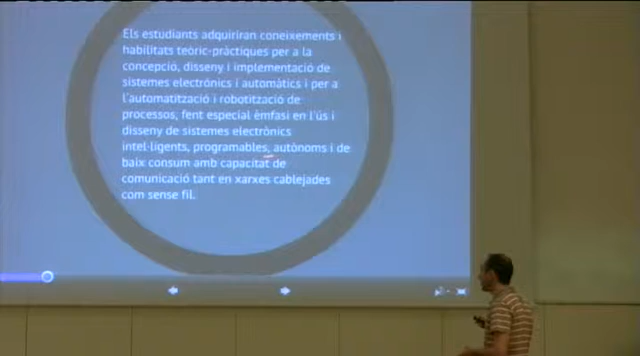 Els estudiants adquiriran coneixements i
habilitats teòric-pràctiques per a la
concepció, disseny i implementació de
sistemes electrònics i automàtics i per a
l'automatització i robotització de
processos, fent especial èmfasi en l'ús i
disseny de sistemes electrònics
intel·ligents, programables, autònoms i de
baix consum amb capacitat de
comunicació tant en xarxes cablejades
com sense fil.